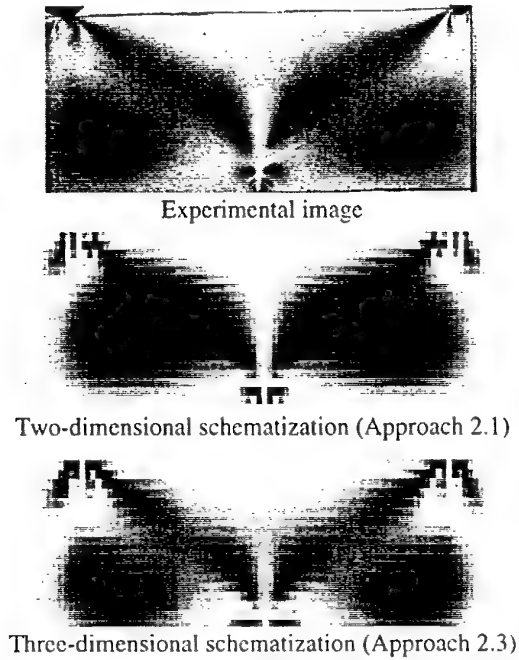 Experimental image
Two-dimensional schematization (Approach 2.1)
Three-dimensional schematization (Approach 2.3)